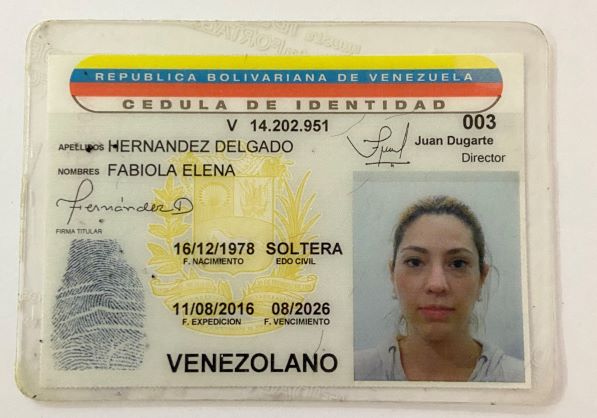 REPUBLICA BOLIVARIANA DE VENEZUELA
CEDULA DE IDENTIDAD
V 14.202.951
003
APELLIDOS HERNANDEZ DELGADO
Juan Dugarte
Director
NOMBRES FABIOLA ELENA
Fernández D
FIRMA TITULAR
16/12/1978 SOLTERA
F. NACIMIENTO EDO CIVIL
11/08/2016 08/2026
F. EXPEDICION F. VENCIMIENTO
VENEZOLANO